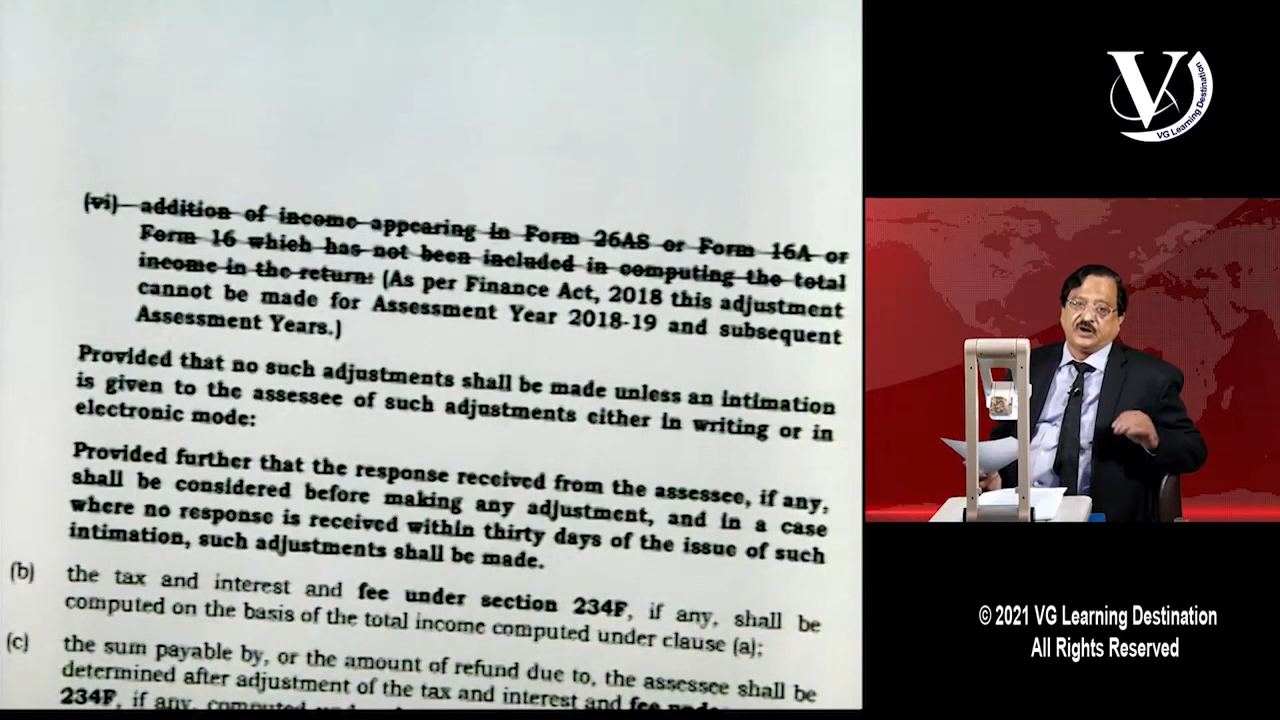 (vi) addition of income appearing in Form 26AS or Form 16A or
Form 16 which has not been included in computing the total
income in the return: (As per Finance Act, 2018 this adjustment
cannot be made for Assessment Year 2018-19 and subsequent
Assessment Years.)
Provided that no such adjustments shall be made unless an intimation
is given to the assessee of such adjustments either in writing or in
electronic mode:
Provided further that the response received from the assessee, if any,
shall be considered before making any adjustment, and in a case
where no response is received within thirty days of the issue of such
intimation, such adjustments shall be made.
(b) the tax and interest and fee under section 234F, if any, shall be
computed on the basis of the total income computed under clause (a);
(c) the sum payable by, or the amount of refund due to, the assessee shall be
determined after adjustment of the tax and interest and fee under
234F, if any, computed
V
VG Learning Destination
© 2021 VG Learning Destination
All Rights Reserved